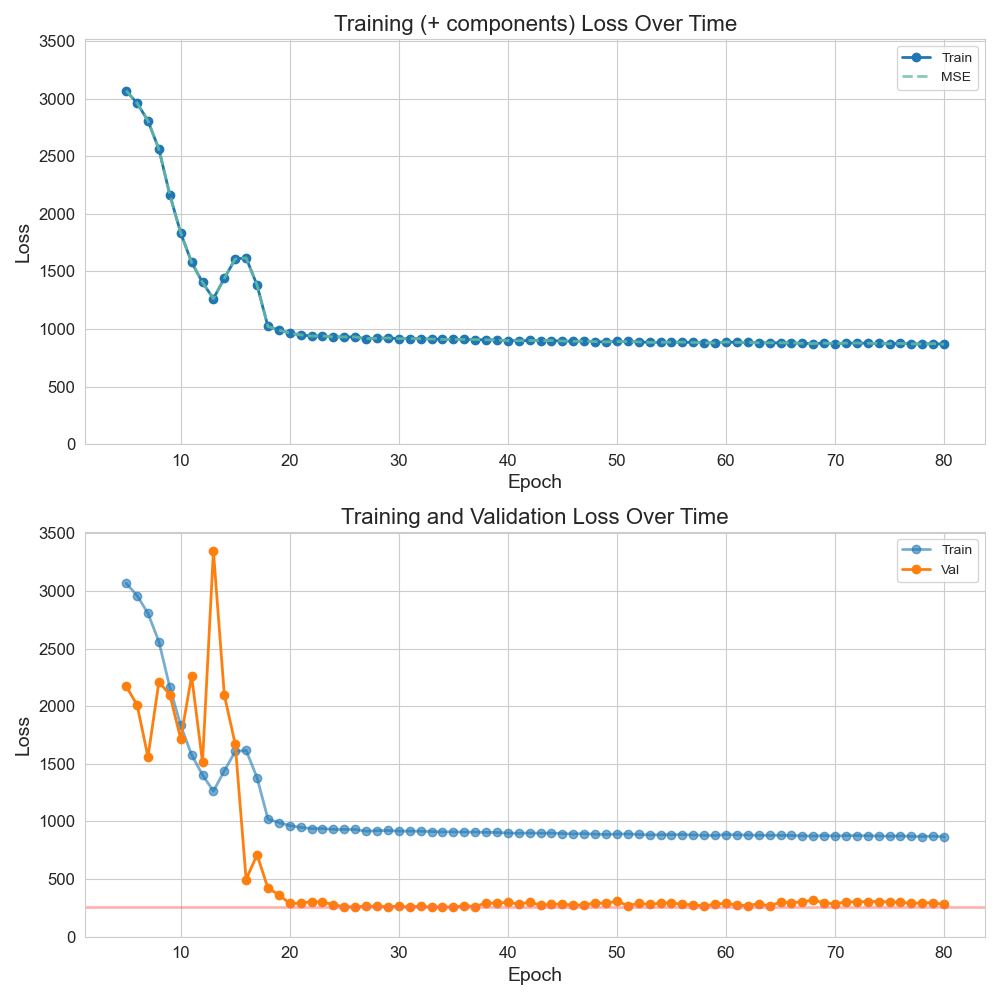 Training (+ components) Loss Over Time
3500
3000
2500
2000
1500
1000
500
0
Loss
Train
MSE
10 20 30 40 50 60 70 80
Epoch
Training and Validation Loss Over Time
3500
3000
2500
2000
1500
1000
500
0
Loss
Train
Val
10 20 30 40 50 60 70 80
Epoch